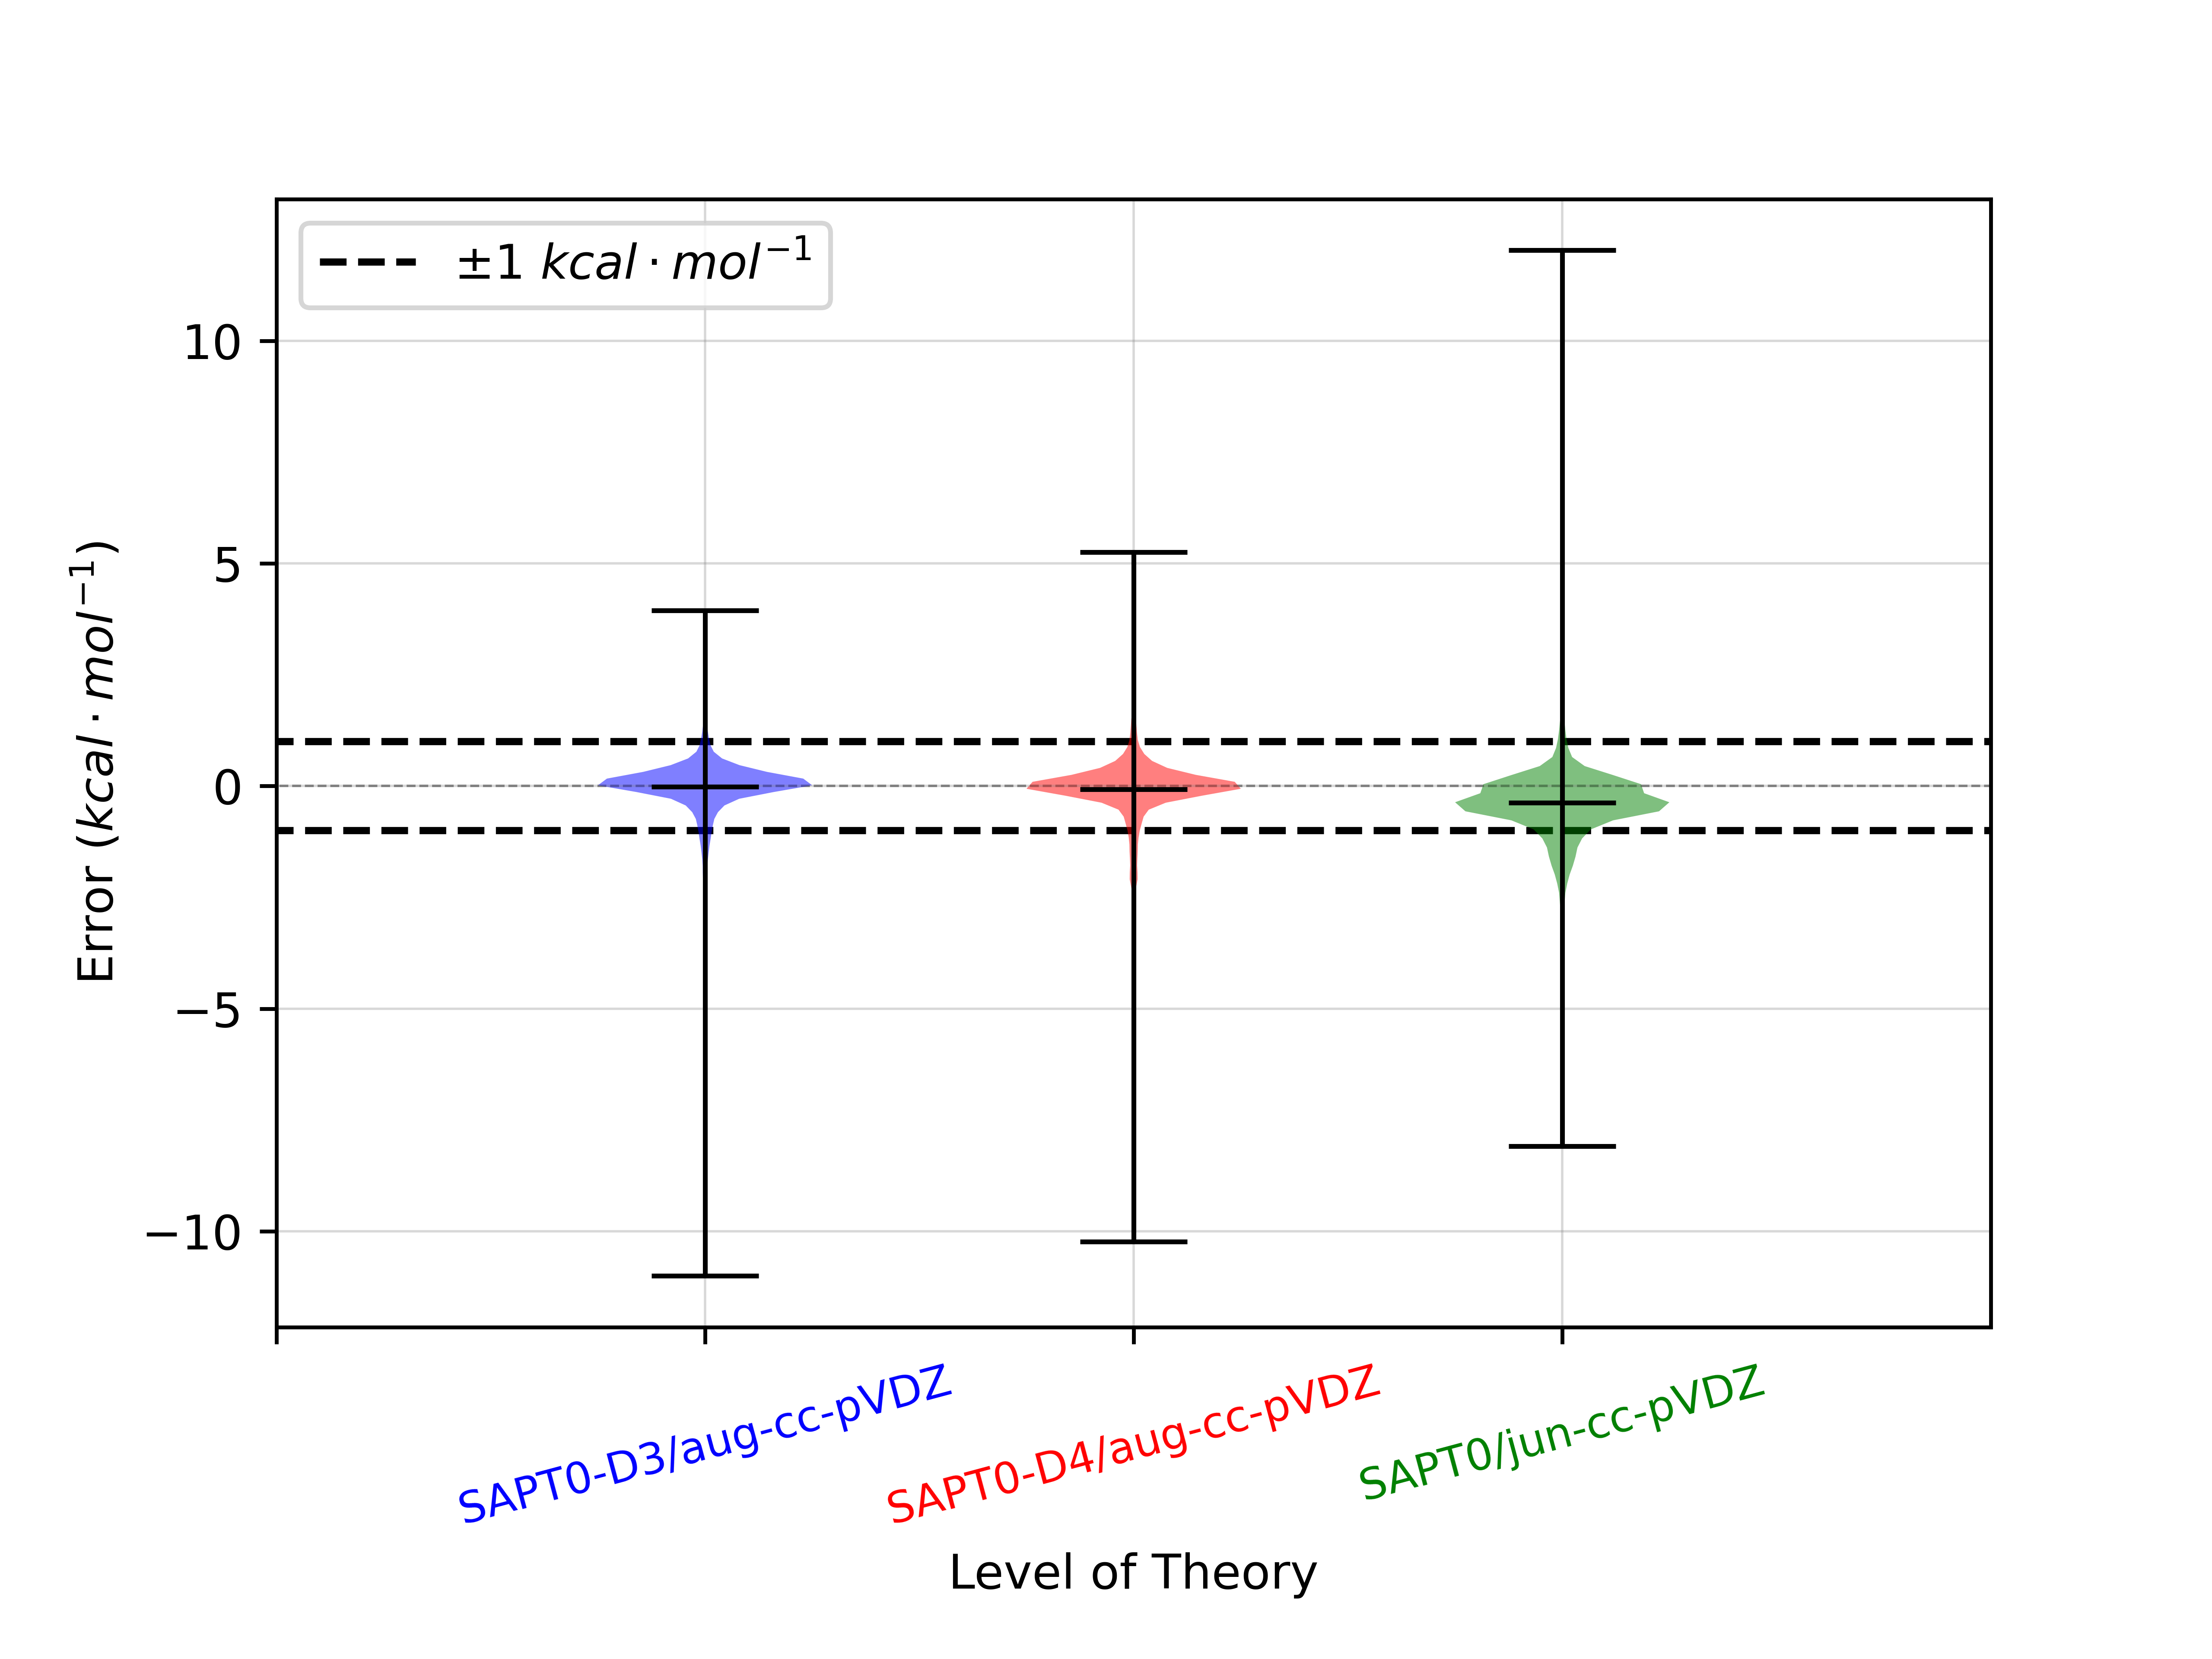 ±1 kcal · mol⁻¹
10
5
0
−5
−10
Error (kcal · mol⁻¹)
SAPT0-D3/aug-cc-pVDZ
SAPT0-D4/aug-cc-pVDZ
SAPT0/jun-cc-pVDZ
Level of Theory